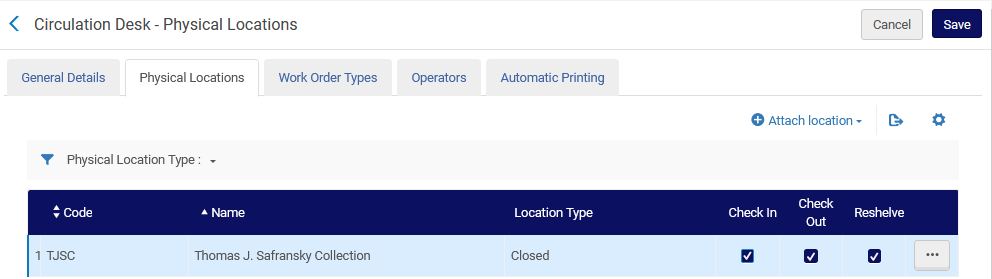 Circulation Desk - Physical Locations
Cancel
Save
General Details
Physical Locations
Work Order Types
Operators
Automatic Printing
Attach location
Physical Location Type :
Code
Name
Location Type
Check In
Check
Out
Reshelve
1 TJSC
Thomas J. Safransky Collection
Closed